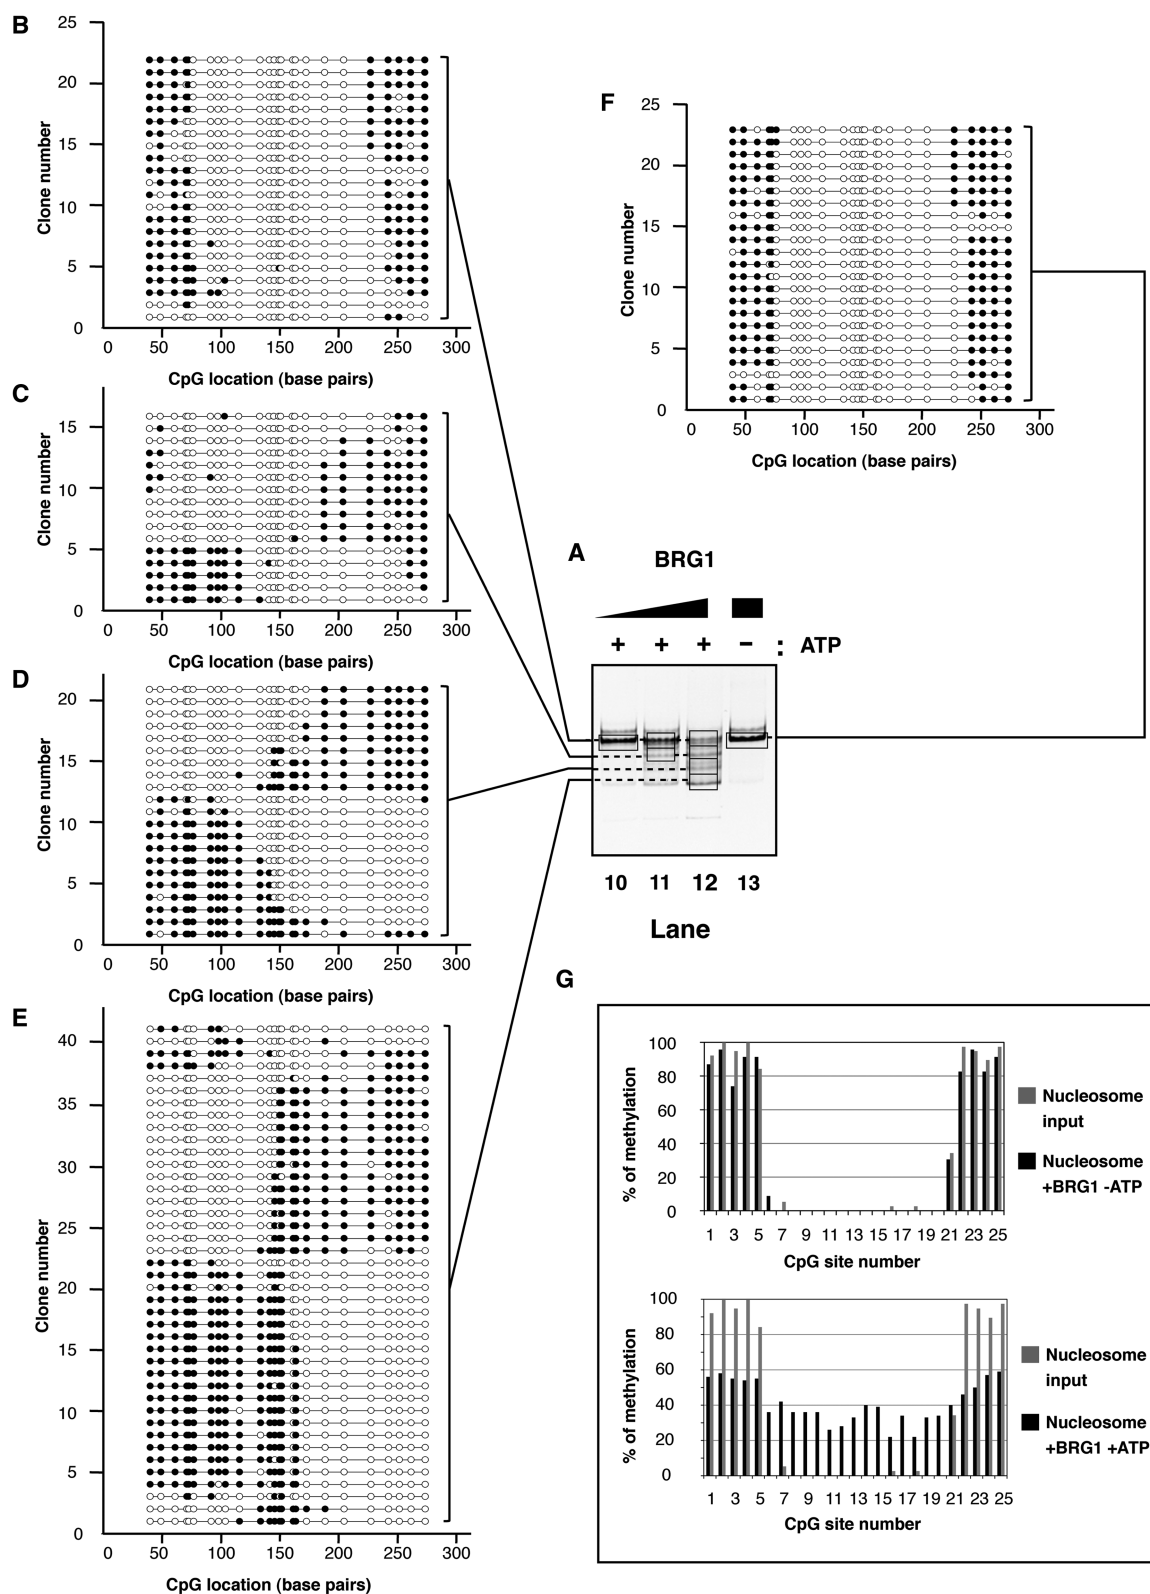 B
25
20
15
10
5
0
Clone number
0 50 100 150 200 250 300
CpG location (base pairs)
C
15
10
5
0
Clone number
0 50 100 150 200 250 300
CpG location (base pairs)
D
20
15
10
5
0
Clone number
0 50 100 150 200 250 300
CpG location (base pairs)
E
40
35
30
25
20
15
10
5
0
Clone number
0 50 100 150 200 250 300
CpG location (base pairs)
F
25
20
15
10
5
0
Clone number
0 50 100 150 200 250 300
CpG location (base pairs)
A
BRG1
+ + + − : ATP
10 11 12 13
Lane
G
100
80
60
40
20
0
% of methylation
1 3 5 7 9 11 13 15 17 19 21 23 25
CpG site number
Nucleosome
input
Nucleosome
+BRG1 -ATP
100
80
60
40
20
0
% of methylation
1 3 5 7 9 11 13 15 17 19 21 23 25
CpG site number
Nucleosome
input
Nucleosome
+BRG1 +ATP